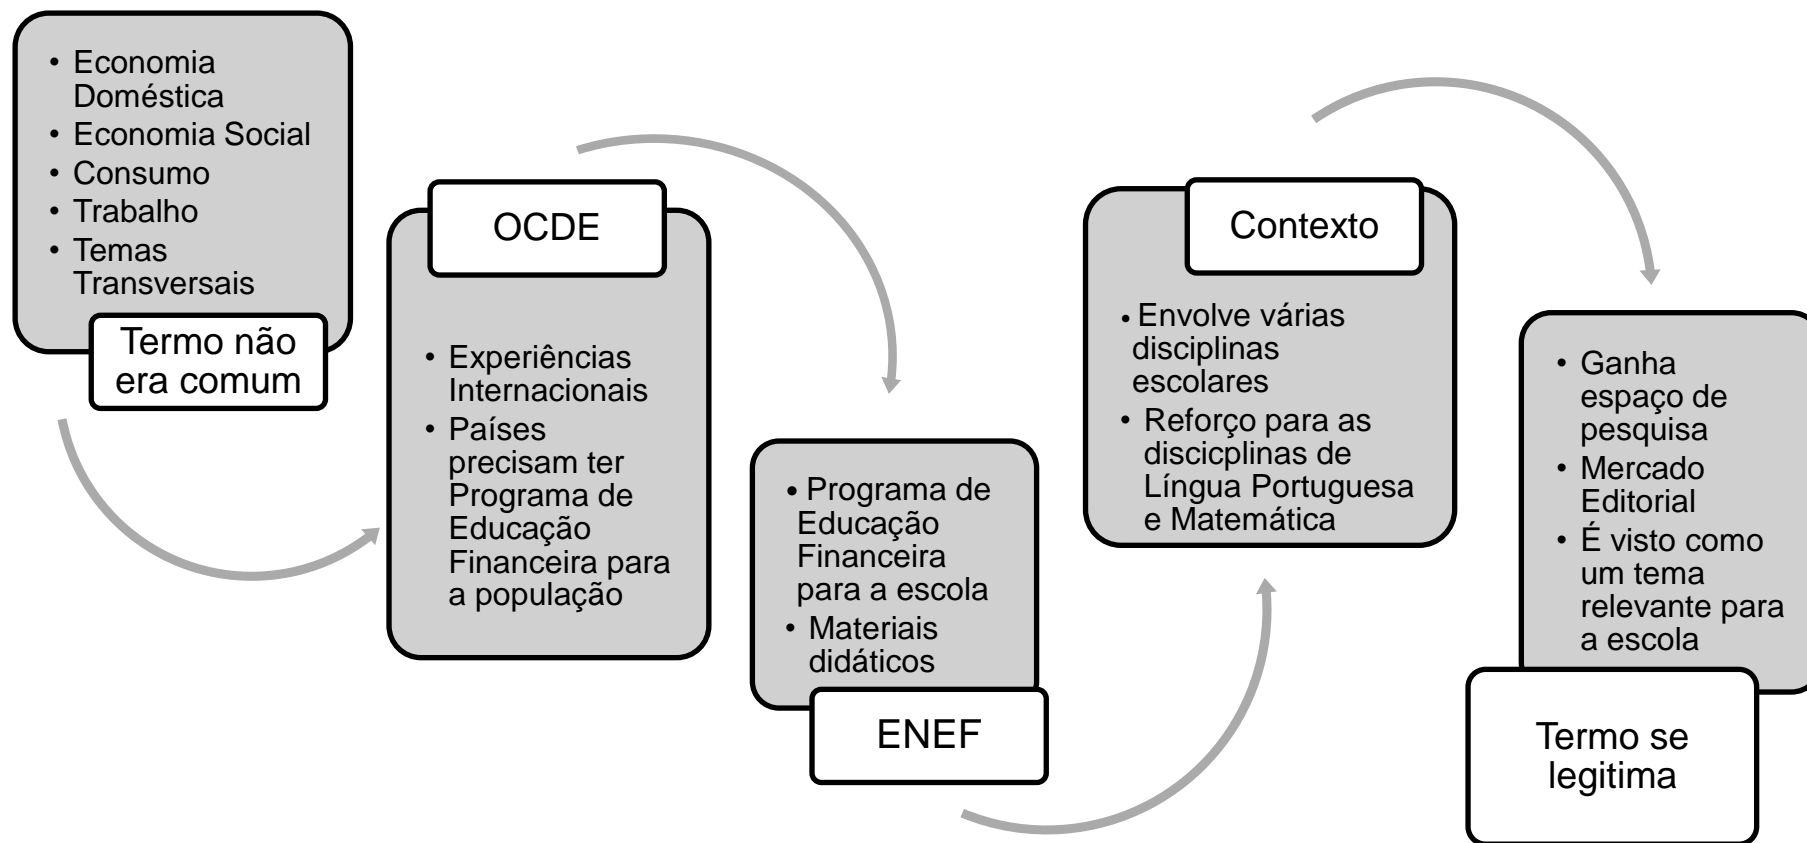 • Economia
Doméstica
• Economia Social
• Consumo
• Trabalho
• Temas
Transversais
Termo não
era comum
OCDE
• Experiências
Internacionais
• Países
precisam ter
Programa de
Educação
Financeira para
a população
• Programa de
Educação
Financeira
para a escola
• Materiais
didáticos
ENEF
Contexto
• Envolve várias
disciplinas
escolares
• Reforço para as
discicplinas de
Língua Portuguesa
e Matemática
• Ganha
espaço de
pesquisa
• Mercado
Editorial
• É visto como
um tema
relevante para
a escola
Termo se
legitima